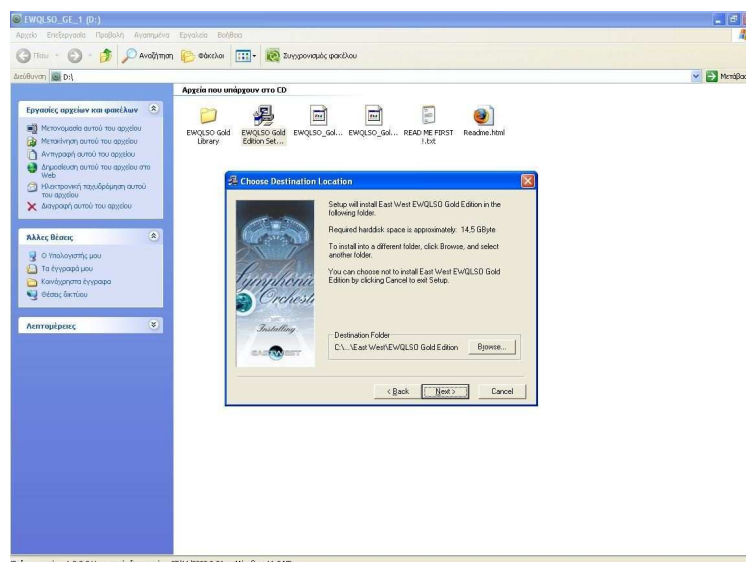 EWQLSO_GE_1 (D:)
Αρχείο Επεξεργασία Προβολή Αγαπημένα Εργαλεία Βοήθεια
Πίσω Αναζήτηση Φάκελοι Συγχρονισμός φακέλου
Διεύθυνση D:\ Μετάβασ
Αρχεία που υπάρχουν στο CD
Εργασίες αρχείων και φακέλων
Μετονομασία αυτού του αρχείου
Μετακίνηση αυτού του αρχείου
Αντιγραφή αυτού του αρχείου
Δημοσίευση αυτού του αρχείου στο
Web
Ηλεκτρονική ταχυδρόμηση αυτού
του αρχείου
Διαγραφή αυτού του αρχείου
Άλλες θέσεις
Ο Υπολογιστής μου
Τα έγγραφά μου
Κοινόχρηστα έγγραφα
Θέσεις δικτύου
Λεπτομέρειες
EWQLSO Gold
Library
EWQLSO Gold
Edition Set...
EWQLSO_Gol...
EWQLSO_Gol...
READ ME FIRST
!.txt
Readme.html
Choose Destination Location
Symphonic
Orchest
Installing
EASTWEST
Setup will install East West EWQLSO Gold Edition in the
following folder.
Required harddisk space is approximately: 14,5 GByte
To install into a different folder, click Browse, and select
another folder.
You can choose not to install East West EWQLSO Gold
Edition by clicking Cancel to exit Setup.
Destination Folder
C:\...\East West\EWQLSO Gold Edition Browse...
< Back Next > Cancel